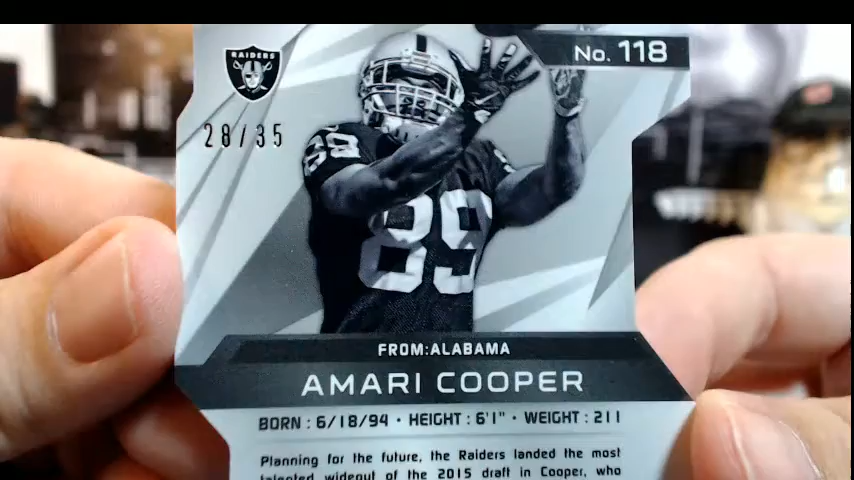 No. 118
RAIDERS
28/35
89
89
FROM:ALABAMA
AMARI COOPER
BORN : 6/18/94 · HEIGHT : 6'1" · WEIGHT : 211
Planning for the future, the Raiders landed the most
talented wideout of the 2015 draft in Cooper, who